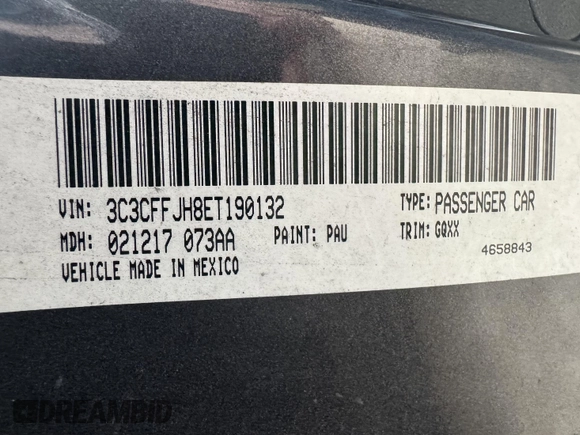 VIN: 3C3CFFJH8ET190132 TYPE: PASSENGER CAR
MDH: 021217 073AA PAINT: PAU TRIM: GQXX
VEHICLE MADE IN MEXICO 4658843
DREAMBID